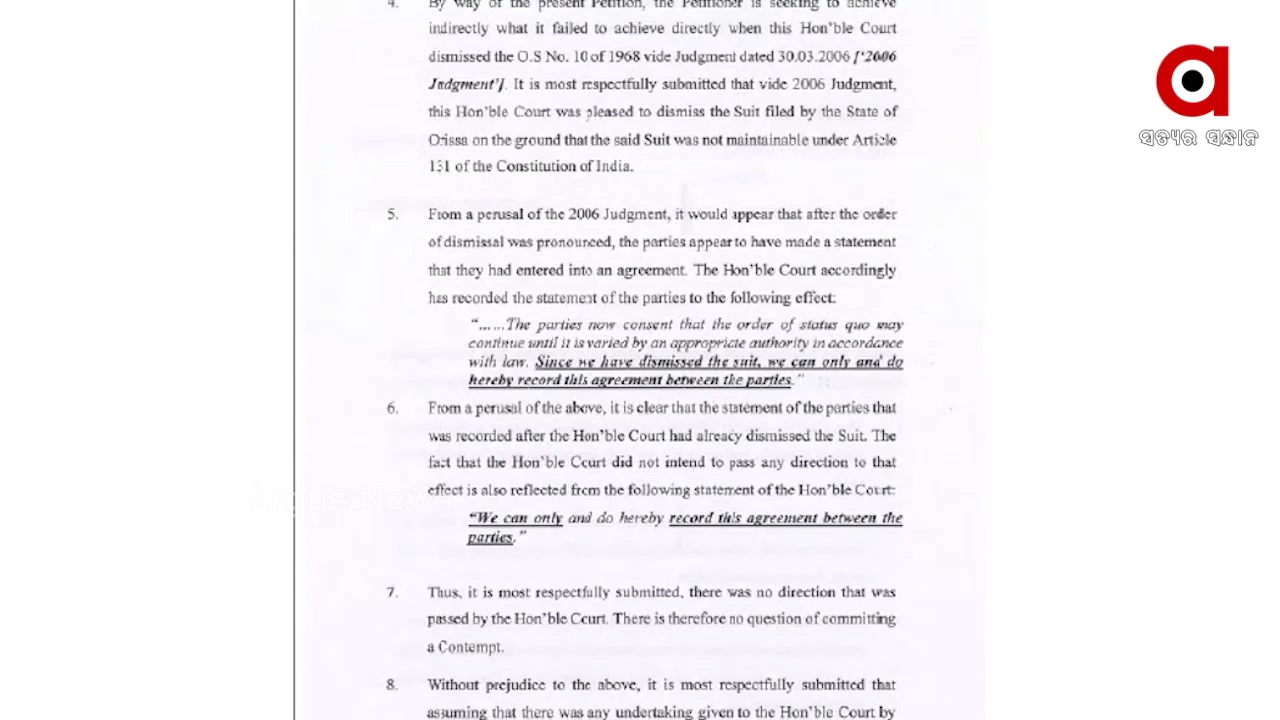 4. By way of the present Petition, the Petitioner is seeking to achieve
indirectly what it failed to achieve directly when this Hon'ble Court
dismissed the O.S No. 10 of 1968 vide Judgment dated 30.03.2006 ['2006
Judgment']. It is most respectfully submitted that vide 2006 Judgment,
this Hon'ble Court was pleased to dismiss the Suit filed by the State of
Orissa on the ground that the said Suit was not maintainable under Article
131 of the Constitution of India.
5. From a perusal of the 2006 Judgment, it would appear that after the order
of dismissal was pronounced, the parties appear to have made a statement
that they had entered into an agreement. The Hon'ble Court accordingly
has recorded the statement of the parties to the following effect:
"......The parties now consent that the order of status quo may
continue until it is varied by an appropriate authority in accordance
with law. Since we have dismissed the suit, we can only and do
hereby record this agreement between the parties."
6. From a perusal of the above, it is clear that the statement of the parties that
was recorded after the Hon'ble Court had already dismissed the Suit. The
fact that the Hon'ble Court did not intend to pass any direction to that
effect is also reflected from the following statement of the Hon'ble Court:
"We can only and do hereby record this agreement between the
parties."
7. Thus, it is most respectfully submitted, there was no direction that was
passed by the Hon'ble Court. There is therefore no question of committing
a Contempt.
8. Without prejudice to the above, it is most respectfully submitted that
assuming that there was any undertaking given to the Hon'ble Court by
ସତ୍ୟର ସନ୍ଧାନ
Argus News